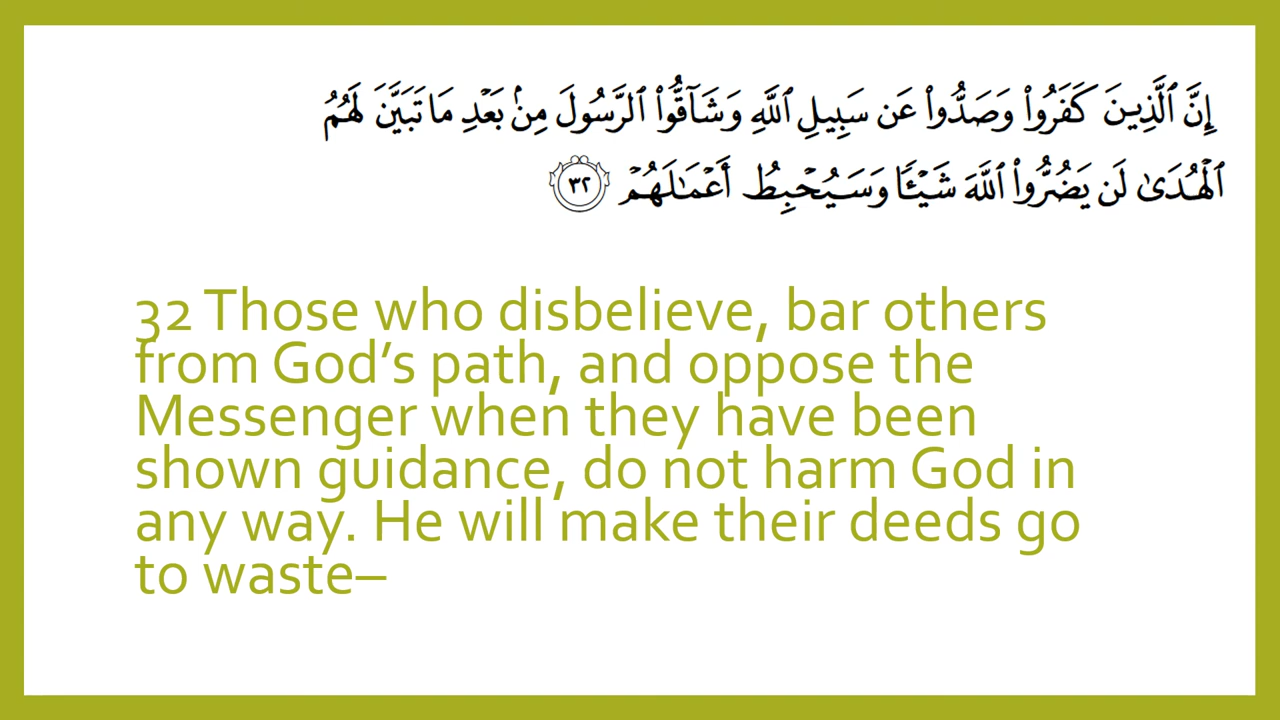 إِنَّ ٱلَّذِينَ كَفَرُوا۟ وَصَدُّوا۟ عَن سَبِيلِ ٱللَّهِ وَشَآقُّوا۟ ٱلرَّسُولَ مِنۢ بَعْدِ مَا تَبَيَّنَ لَهُمُ
ٱلْهُدَىٰ لَن يَضُرُّوا۟ ٱللَّهَ شَيْـًٔا وَسَيُحْبِطُ أَعْمَـٰلَهُمْ ٣٢
32 Those who disbelieve, bar others
from God’s path, and oppose the
Messenger when they have been
shown guidance, do not harm God in
any way. He will make their deeds go
to waste–